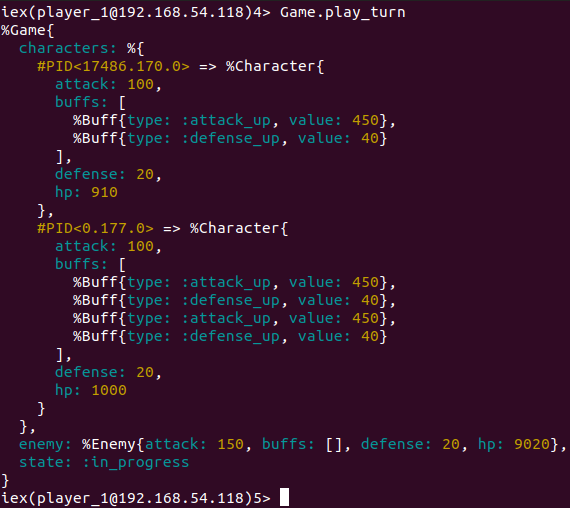 iex(player_1@192.168.54.118)4> Game.play_turn
%Game{
  characters: %{
    #PID<17486.170.0> => %Character{
      attack: 100,
      buffs: [
        %Buff{type: :attack_up, value: 450},
        %Buff{type: :defense_up, value: 40}
      ],
      defense: 20,
      hp: 910
    },
    #PID<0.177.0> => %Character{
      attack: 100,
      buffs: [
        %Buff{type: :attack_up, value: 450},
        %Buff{type: :defense_up, value: 40},
        %Buff{type: :attack_up, value: 450},
        %Buff{type: :defense_up, value: 40}
      ],
      defense: 20,
      hp: 1000
    }
  },
  enemy: %Enemy{attack: 150, buffs: [], defense: 20, hp: 9020},
  state: :in_progress
}
iex(player_1@192.168.54.118)5>